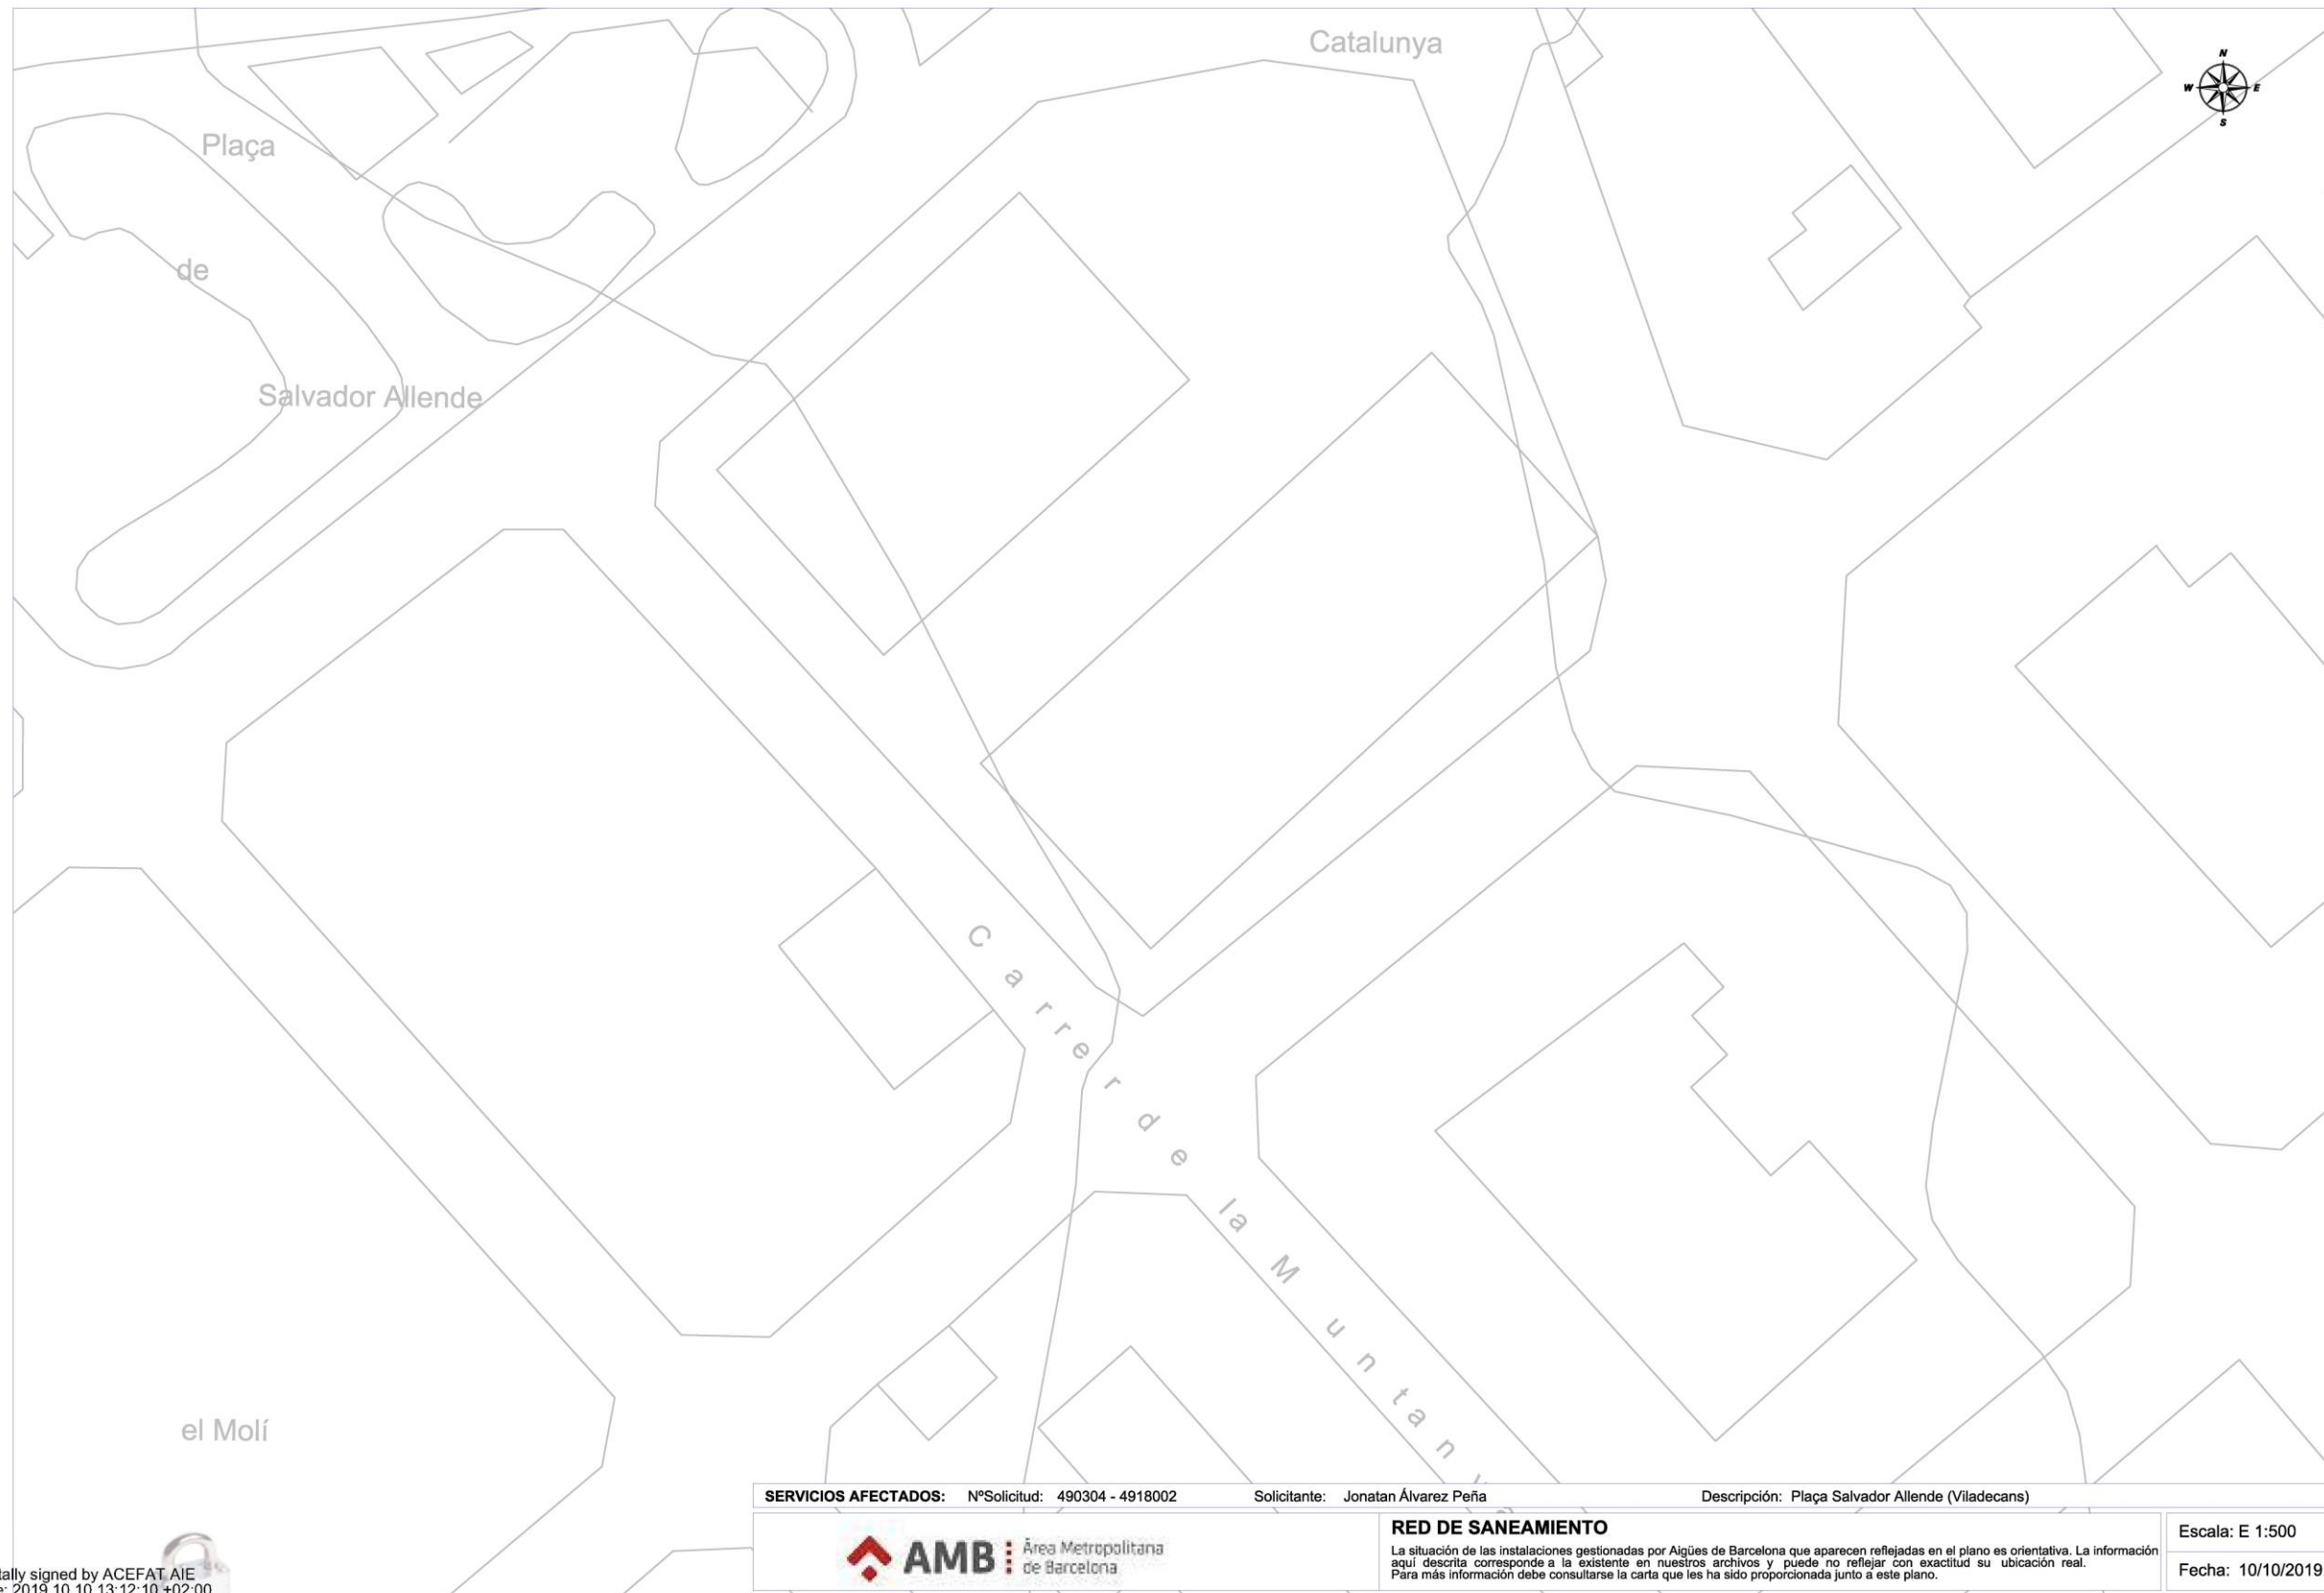 Catalunya
N
W E
S
Plaça
de
Salvador Allende
Carrer de la Muntany
el Molí
SERVICIOS AFECTADOS: NºSolicitud: 490304 - 4918002 Solicitante: Jonatan Álvarez Peña Descripción: Plaça Salvador Allende (Viladecans)
AMB Àrea Metropolitana
de Barcelona
RED DE SANEAMIENTO
La situación de las instalaciones gestionadas por Aigües de Barcelona que aparecen reflejadas en el plano es orientativa. La información
aquí descrita corresponde a la existente en nuestros archivos y puede no reflejar con exactitud su ubicación real.
Para más información debe consultarse la carta que les ha sido proporcionada junto a este plano.
Escala: E 1:500
Fecha: 10/10/2019
tally signed by ACEFAT AIE
e: 2019.10.10 13:12:10 +02:00